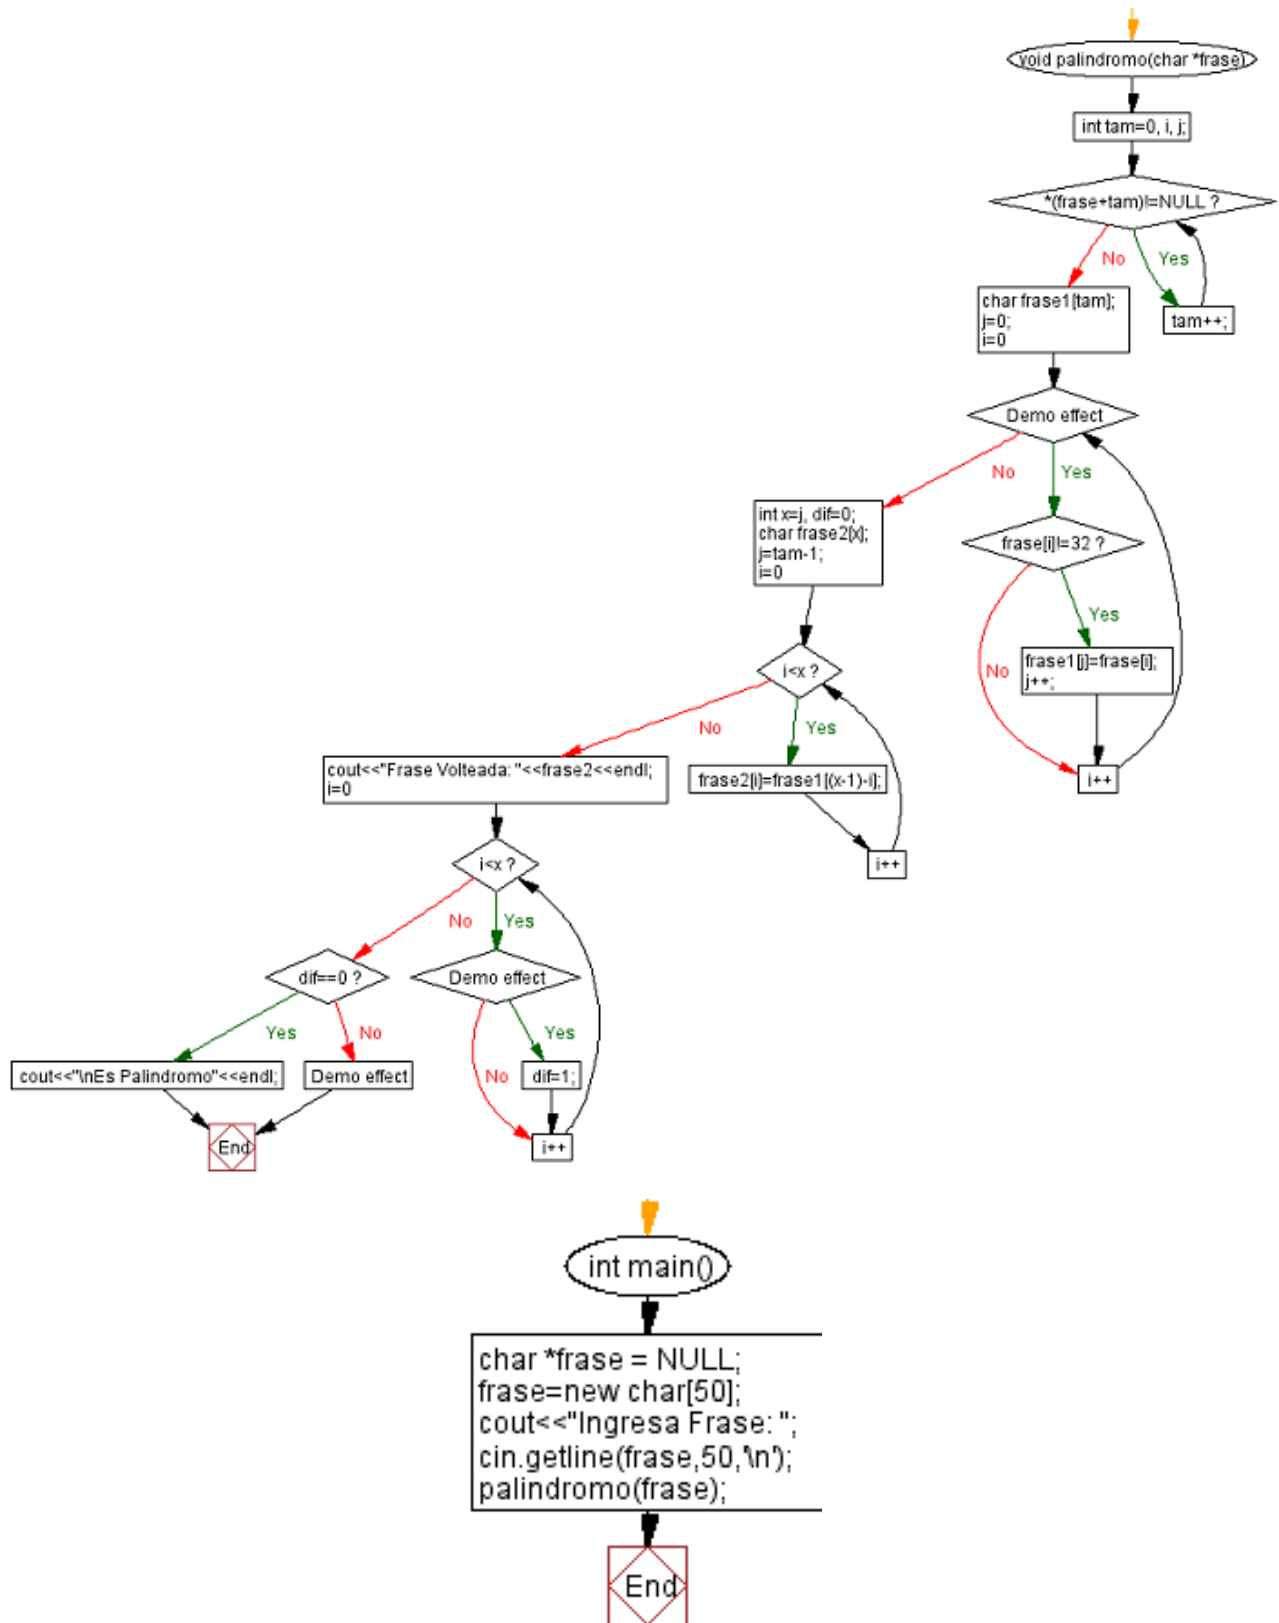 void palindromo(char *frase)
int tam=0, i, j;
*(frase+tam)!=NULL ?
No
Yes
char frase1[tam];
j=0;
i=0
tam++;
Demo effect
No
Yes
int x=j, dif=0;
char frase2[x];
j=tam-1;
i=0
frase[i]!=32 ?
Yes
No
frase1[j]=frase[i];
j++;
i++
i<x ?
No
Yes
frase2[i]=frase1[(x-1)-i];
i++
cout<<"Frase Volteada: "<<frase2<<endl;
i=0
i<x ?
No
Yes
dif==0 ?
Demo effect
Yes
No
Yes
No
cout<<"\nEs Palindromo"<<endl;
Demo effect
dif=1;
i++
End
int main()
char *frase = NULL;
frase=new char[50];
cout<<"Ingresa Frase: ";
cin.getline(frase,50,'\n');
palindromo(frase);
End